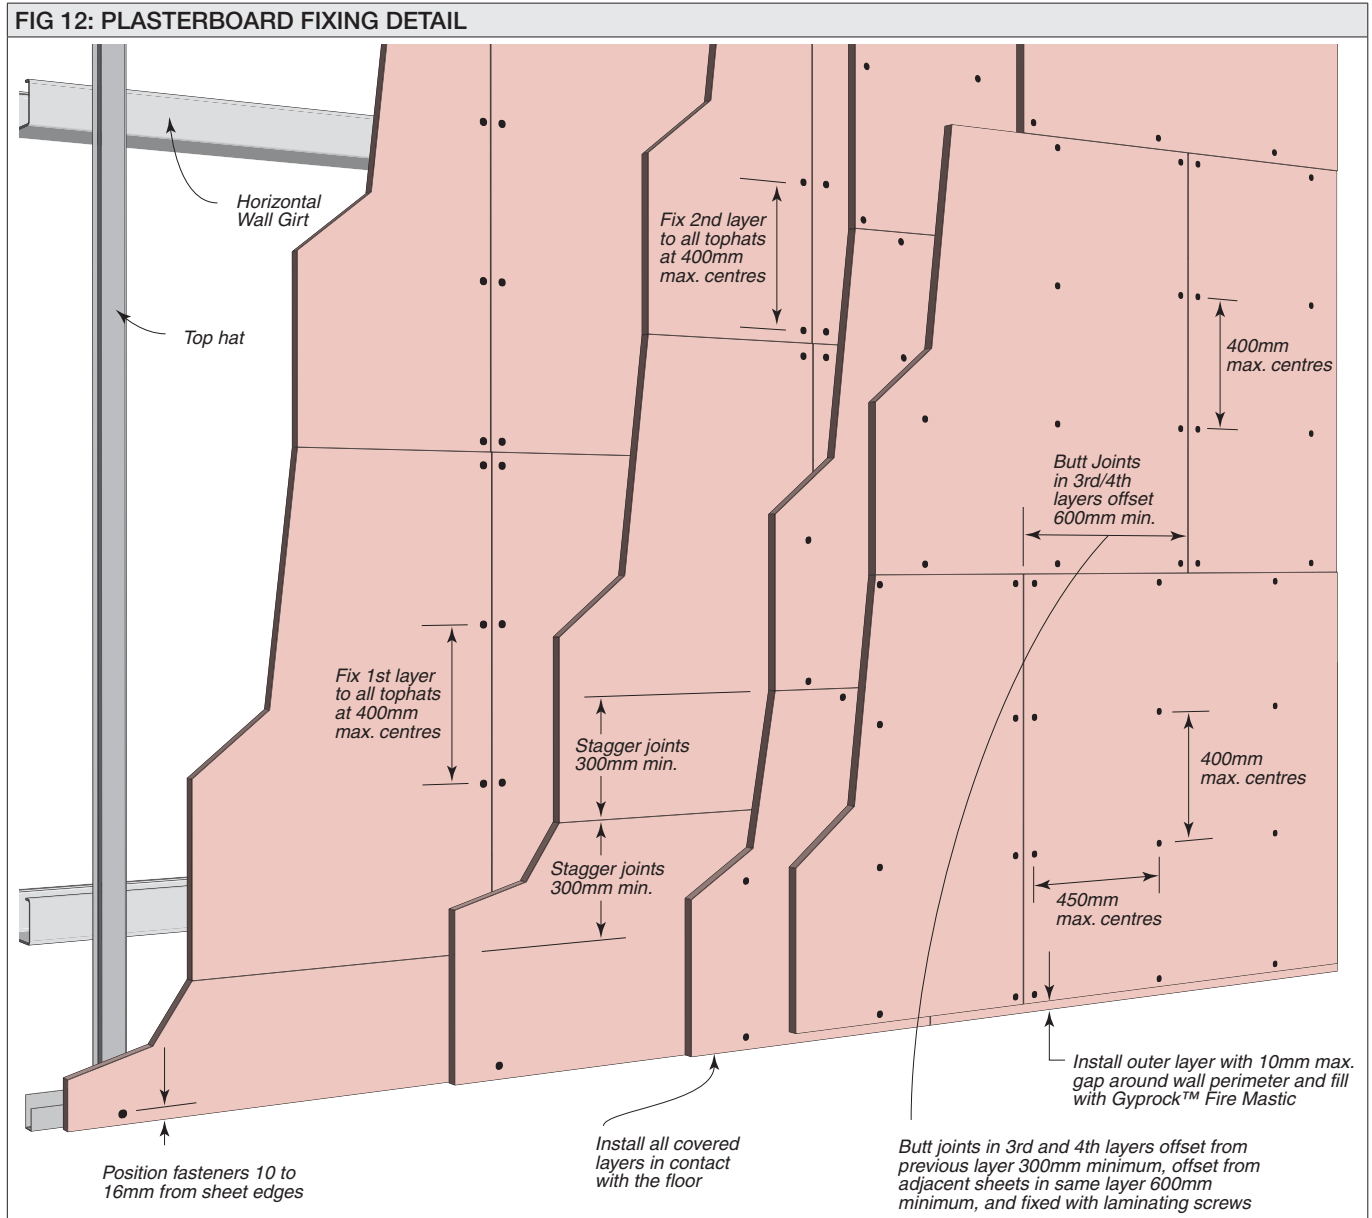 FIG 12: PLASTERBOARD FIXING DETAIL
Horizontal
Wall Girt
Top hat
Fix 2nd layer
to all tophats
at 400mm
max. centres
400mm
max. centres
Butt Joints
in 3rd/4th
layers offset
600mm min.
Fix 1st layer
to all tophats
at 400mm
max. centres
Stagger joints
300mm min.
Stagger joints
300mm min.
400mm
max. centres
450mm
max. centres
Install outer layer with 10mm max.
gap around wall perimeter and fill
with Gyprock™ Fire Mastic
Position fasteners 10 to
16mm from sheet edges
Install all covered
layers in contact
with the floor
Butt joints in 3rd and 4th layers offset from
previous layer 300mm minimum, offset from
adjacent sheets in same layer 600mm
minimum, and fixed with laminating screws